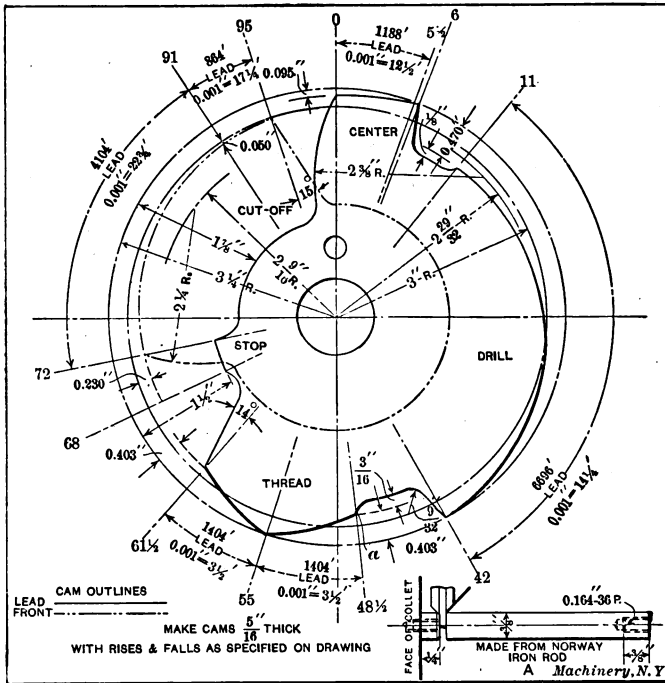 0
95
91
6
5½
11
1188'
LEAD
0.001"=12½'
864'
LEAD
0.001"=17¼'
0.095"
4104'
LEAD
0.001"=22¾'
0.050"
CENTER
⅛"
0.470"
15°
2⅜" R.
CUT-OFF
1⅞"
3¼" R.
2 9/16" R.
2¼ R.
2 29/32" R.
3" R.
STOP
DRILL
72
0.230"
1½"
14°
68
0.403"
THREAD
3/16"
9/32
6696'
LEAD
0.001"=14¼'
61½
1404'
LEAD
0.001"=3½'
1404'
LEAD
0.001"=3½'
a
0.403"
42
55
48½
CAM OUTLINES
LEAD
FRONT
MAKE CAMS 5/16" THICK
WITH RISES & FALLS AS SPECIFIED ON DRAWING
FACE OF COLLET
0.164-36 P.
⅜"
¼"
⅜"
MADE FROM NORWAY
IRON ROD
A Machinery, N.Y